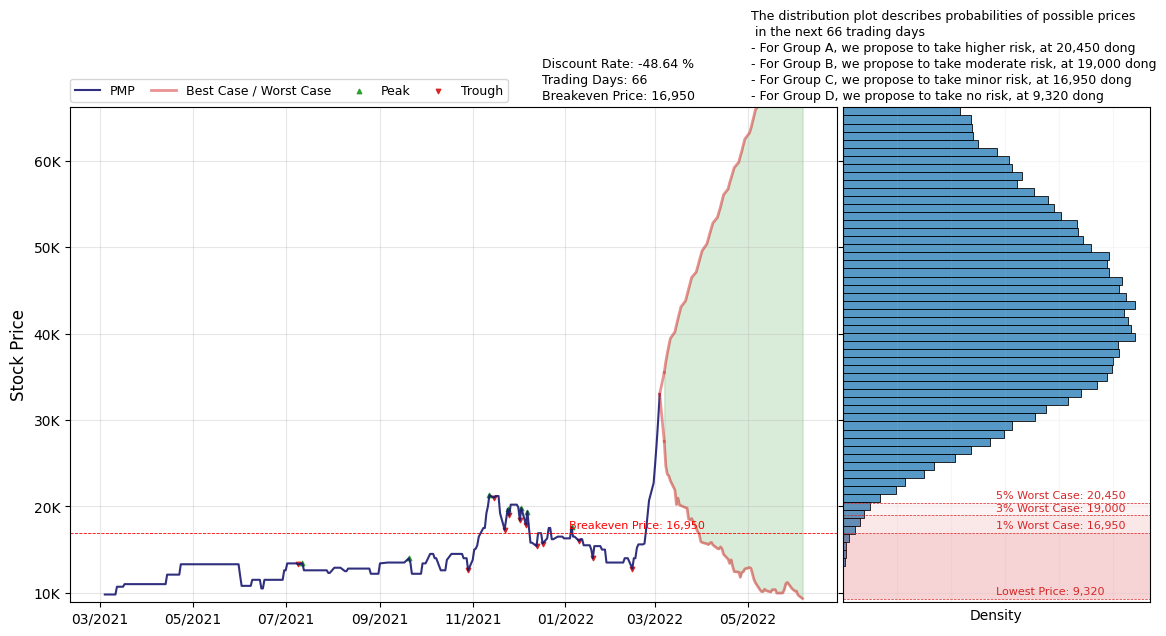 The distribution plot describes probabilities of possible prices
in the next 66 trading days
- For Group A, we propose to take higher risk, at 20,450 dong
- For Group B, we propose to take moderate risk, at 19,000 dong
- For Group C, we propose to take minor risk, at 16,950 dong
- For Group D, we propose to take no risk, at 9,320 dong
Discount Rate: -48.64 %
Trading Days: 66
Breakeven Price: 16,950
PMP
Best Case / Worst Case
Peak
Trough
Stock Price
60K
50K
40K
30K
20K
10K
Breakeven Price: 16,950
03/2021
05/2021
07/2021
09/2021
11/2021
01/2022
03/2022
05/2022
5% Worst Case: 20,450
3% Worst Case: 19,000
1% Worst Case: 16,950
Lowest Price: 9,320
Density